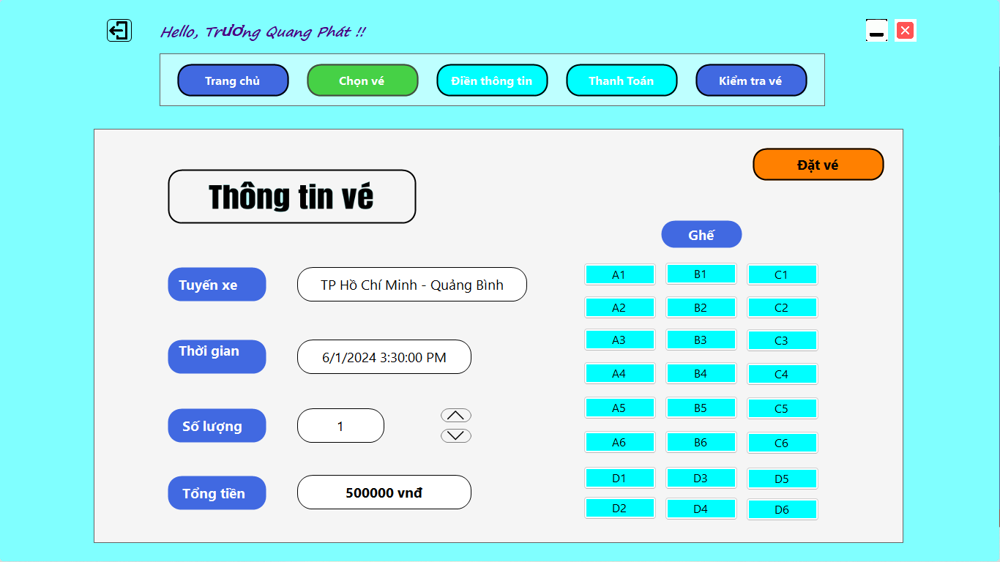 Hello, Trương Quang Phát !!
Trang chủ
Chọn vé
Điền thông tin
Thanh Toán
Kiểm tra vé
Đặt vé
Thông tin vé
Tuyến xe
TP Hồ Chí Minh - Quảng Bình
Thời gian
6/1/2024 3:30:00 PM
Số lượng
1
Tổng tiền
500000 vnđ
Ghế
A1 B1 C1
A2 B2 C2
A3 B3 C3
A4 B4 C4
A5 B5 C5
A6 B6 C6
D1 D3 D5
D2 D4 D6